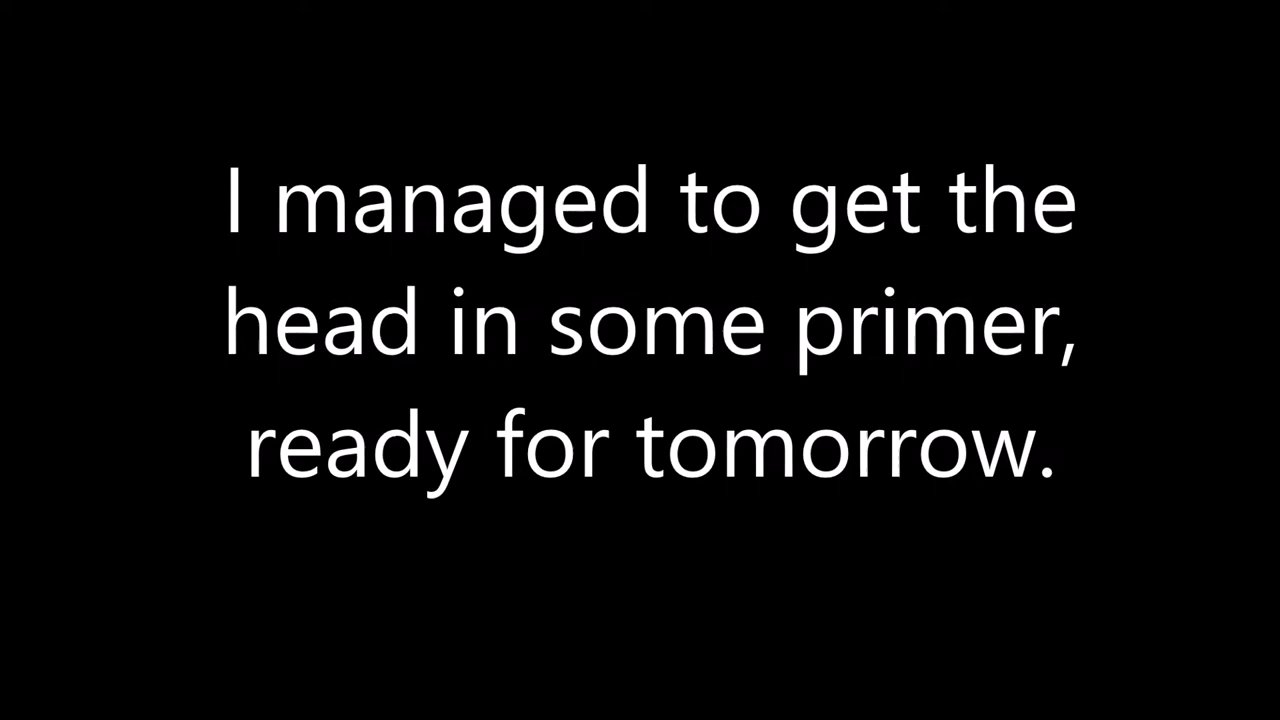 I managed to get the
head in some primer,
ready for tomorrow.